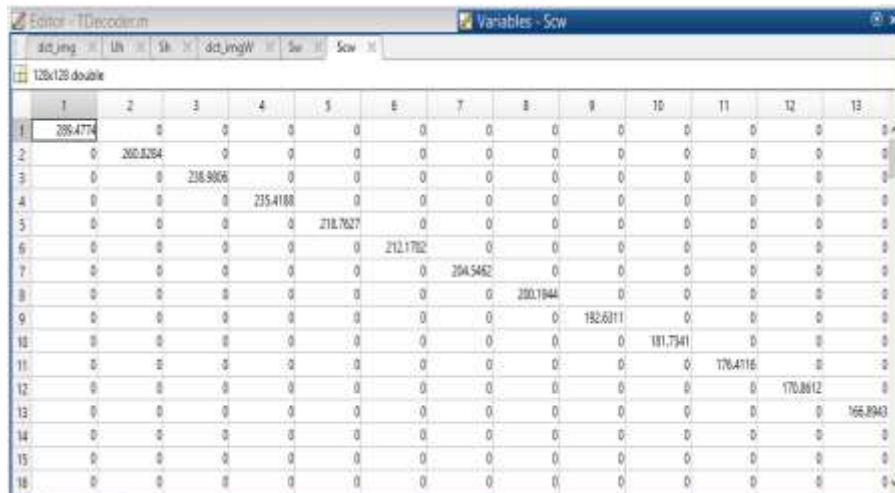 Editor - TDecoder.m Variables - Scw
dct_img Uh Sh dct_imgW Sw Scw
128x128 double
1 2 3 4 5 6 7 8 9 10 11 12 13
1 289.4774 0 0 0 0 0 0 0 0 0 0 0 0
2 0 260.8284 0 0 0 0 0 0 0 0 0 0 0
3 0 0 238.9806 0 0 0 0 0 0 0 0 0 0
4 0 0 0 235.4188 0 0 0 0 0 0 0 0 0
5 0 0 0 0 218.7627 0 0 0 0 0 0 0 0
6 0 0 0 0 0 212.1782 0 0 0 0 0 0 0
7 0 0 0 0 0 0 204.5462 0 0 0 0 0 0
8 0 0 0 0 0 0 0 200.1944 0 0 0 0 0
9 0 0 0 0 0 0 0 0 192.6311 0 0 0 0
10 0 0 0 0 0 0 0 0 0 181.7341 0 0 0
11 0 0 0 0 0 0 0 0 0 0 176.4116 0 0
12 0 0 0 0 0 0 0 0 0 0 0 170.8612 0
13 0 0 0 0 0 0 0 0 0 0 0 0 166.8943
14 0 0 0 0 0 0 0 0 0 0 0 0 0
15 0 0 0 0 0 0 0 0 0 0 0 0 0
16 0 0 0 0 0 0 0 0 0 0 0 0 0